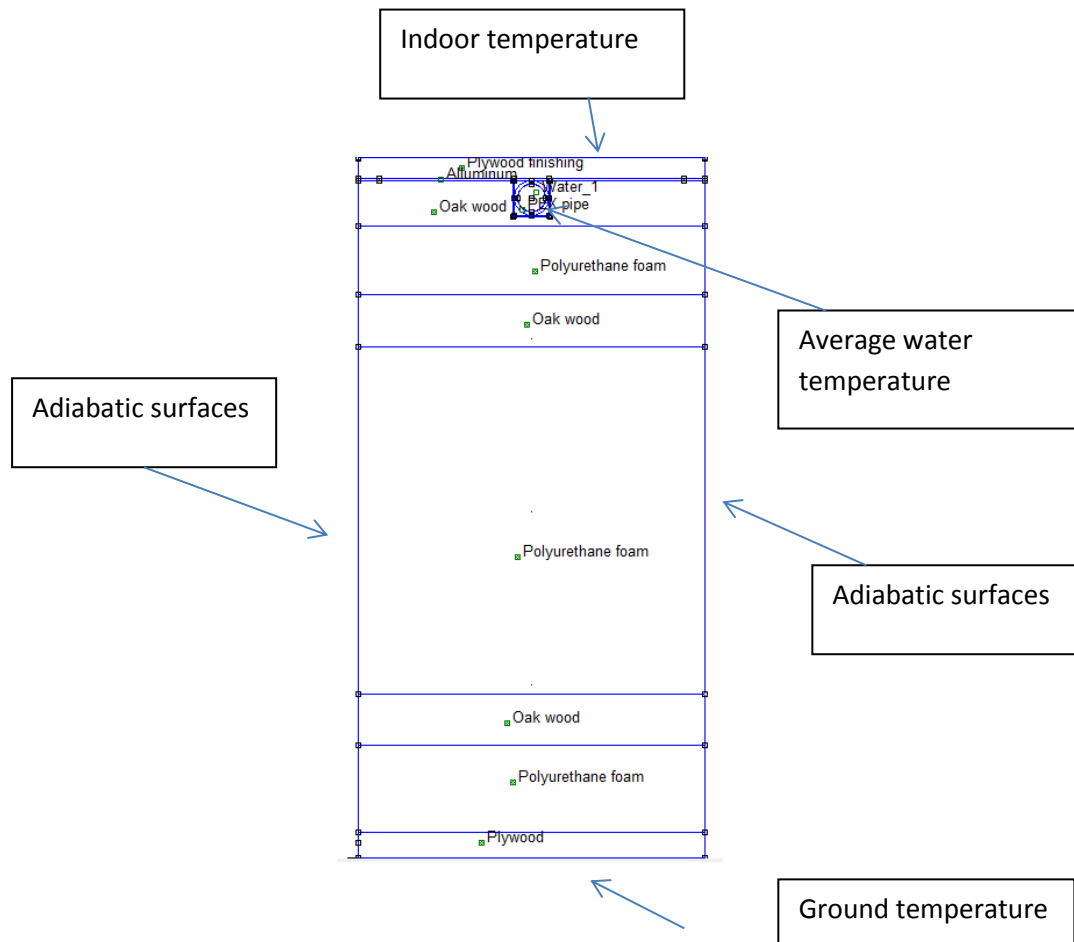 Indoor temperature
Plywood finishing
Alluminum
Water_1
Oak wood
PEX pipe
Polyurethane foam
Oak wood
Average water
temperature
Adiabatic surfaces
Polyurethane foam
Adiabatic surfaces
Oak wood
Polyurethane foam
Plywood
Ground temperature